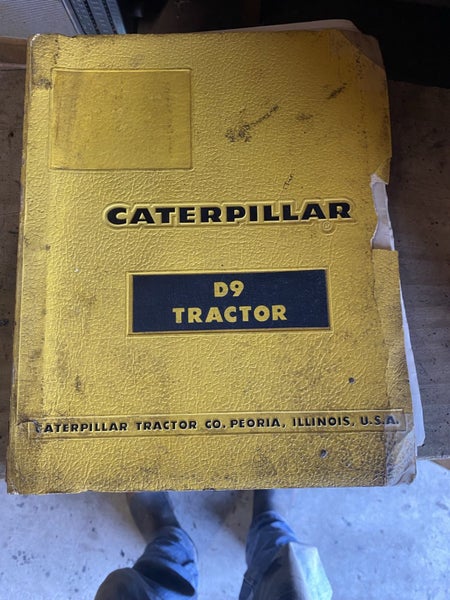 CATERPILLAR
D9
TRACTOR
CATERPILLAR TRACTOR CO. PEORIA, ILLINOIS, U.S.A.